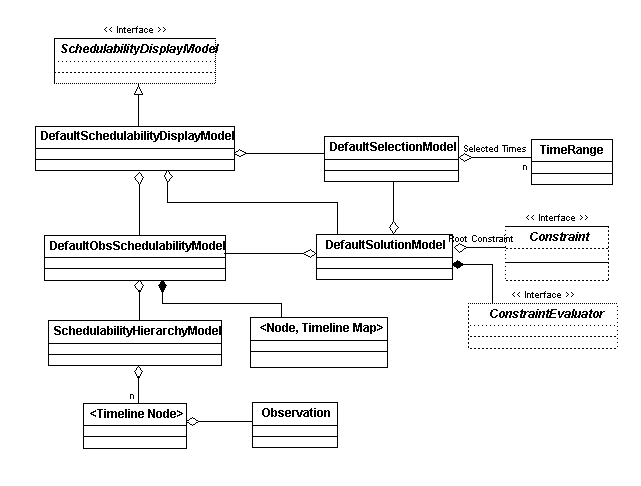 << Interface >>
SchedulabilityDisplayModel
DefaultSchedulabilityDisplayModel
DefaultSelectionModel
Selected Times
n
TimeRange
<< Interface >>
Constraint
Root Constraint
DefaultObsSchedulabilityModel
DefaultSolutionModel
<< Interface >>
ConstraintEvaluator
SchedulabilityHierarchyModel
<Node, Timeline Map>
n
<Timeline Node>
Observation